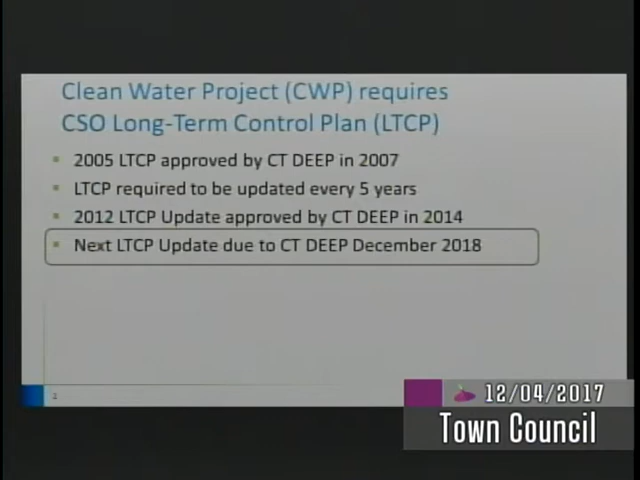 Clean Water Project (CWP) requires
CSO Long-Term Control Plan (LTCP)
2005 LTCP approved by CT DEEP in 2007
LTCP required to be updated every 5 years
2012 LTCP Update approved by CT DEEP in 2014
Next LTCP Update due to CT DEEP December 2018
2
12/04/2017
Town Council